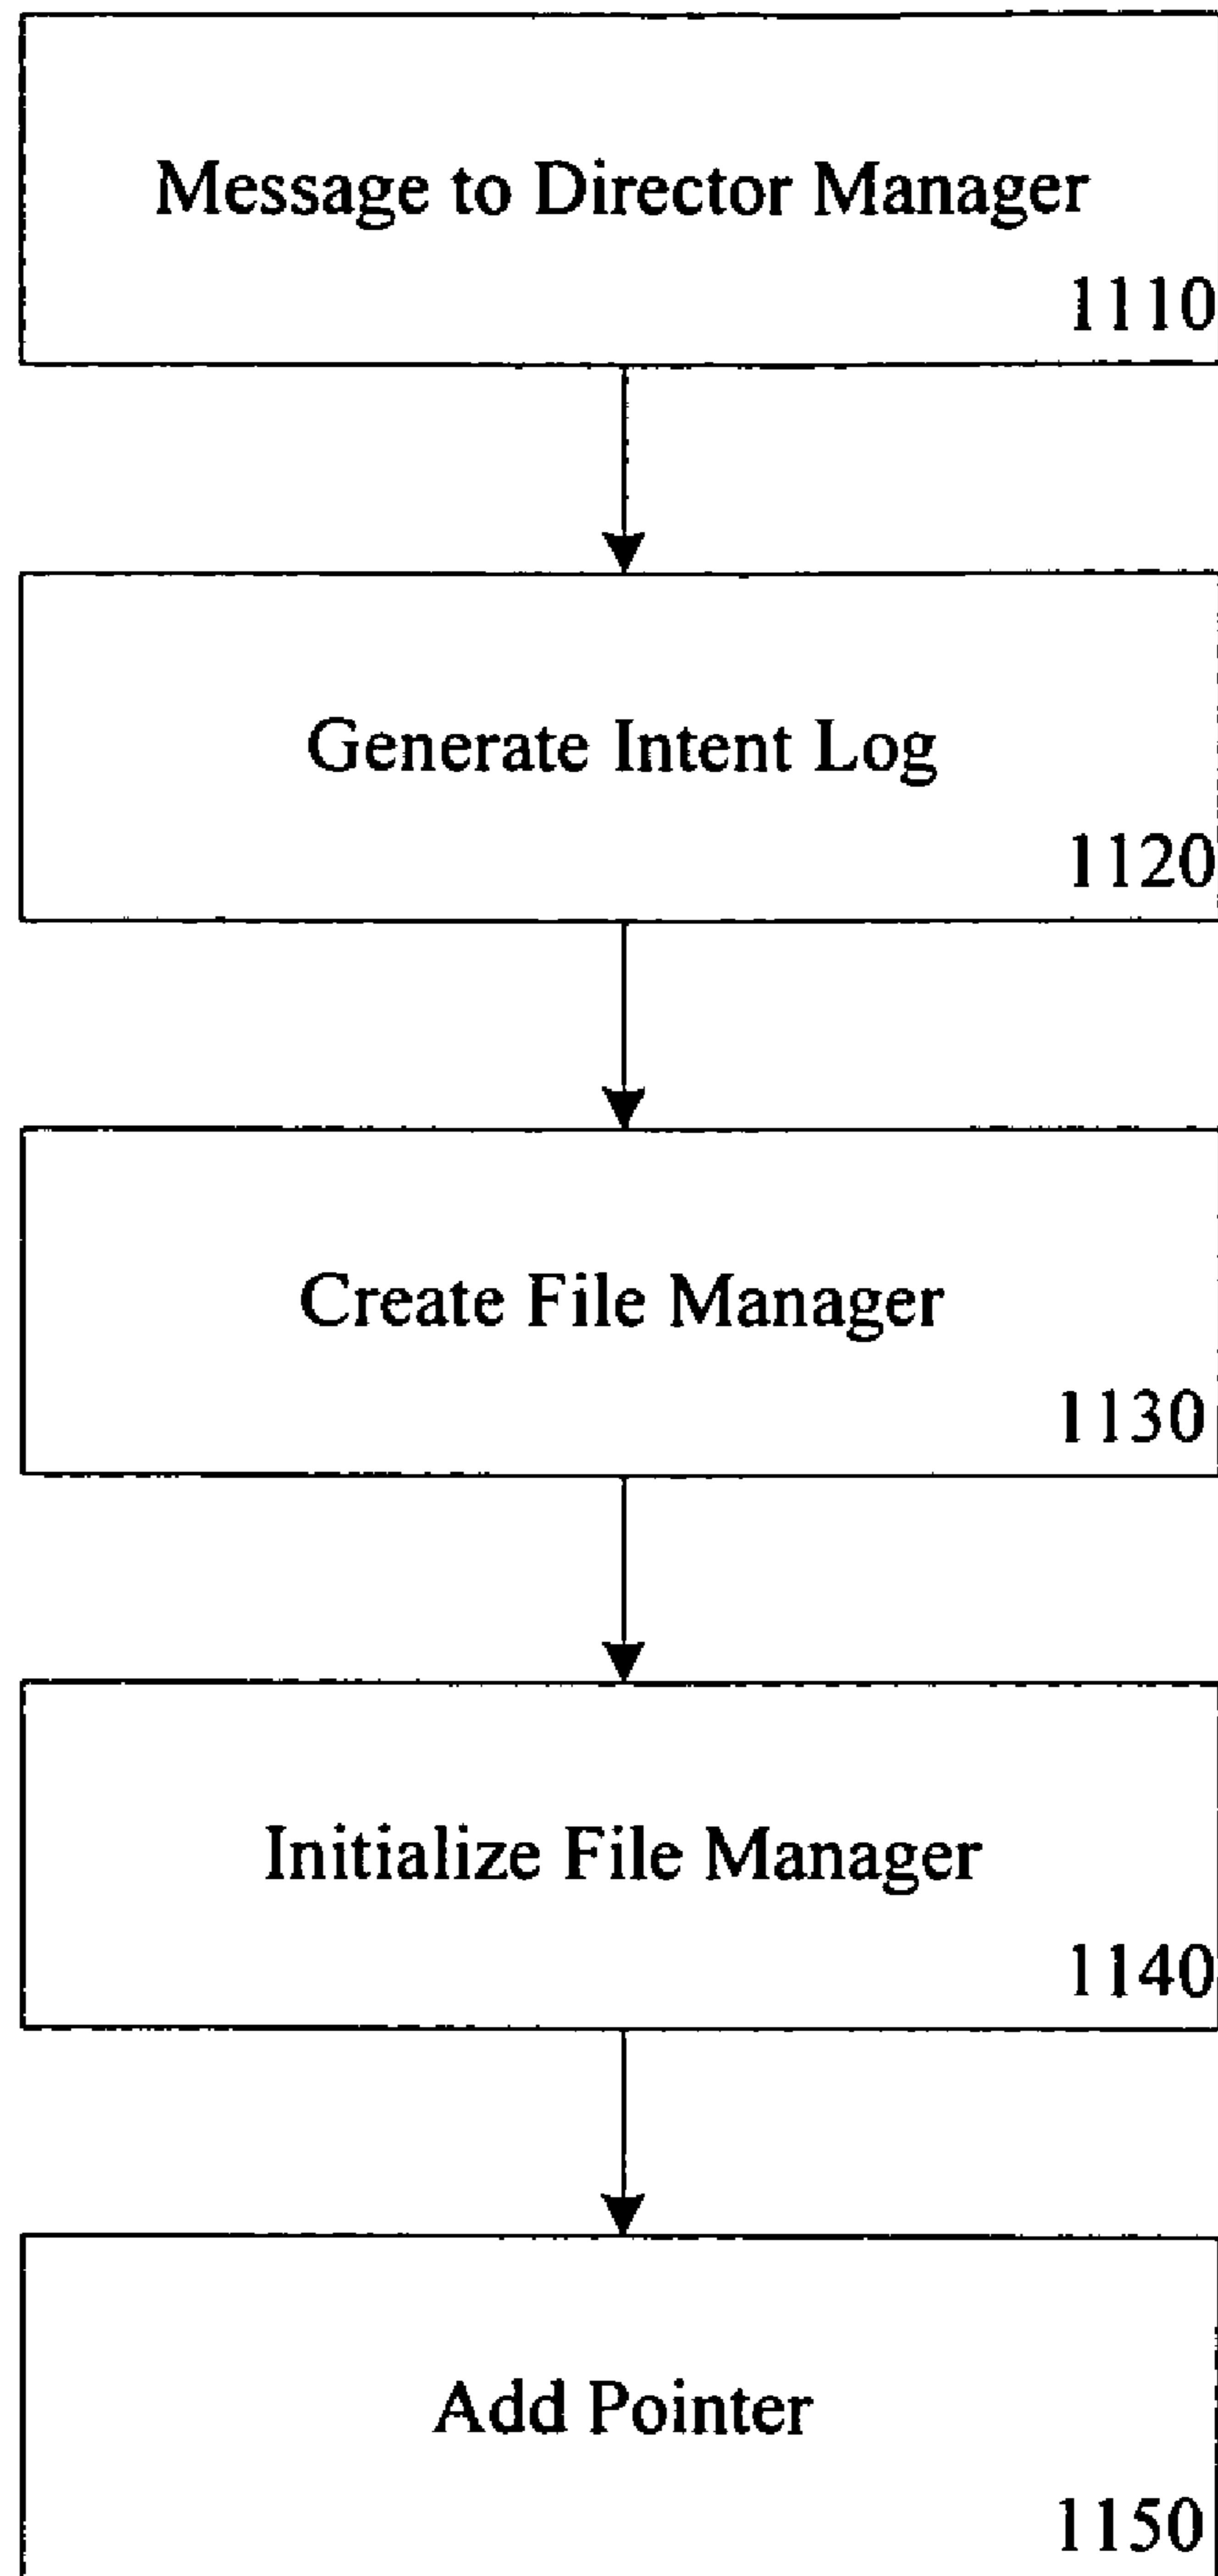 Message to Director Manager
1110
Generate Intent Log
1120
Create File Manager
1130
Initialize File Manager
1140
Add Pointer
1150